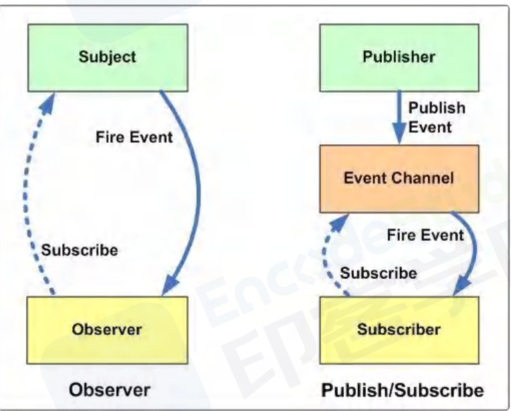 Subject
Fire Event
Subscribe
Observer
Observer
Publisher
Publish
Event
Event Channel
Fire Event
Subscribe
Subscriber
Publish/Subscribe